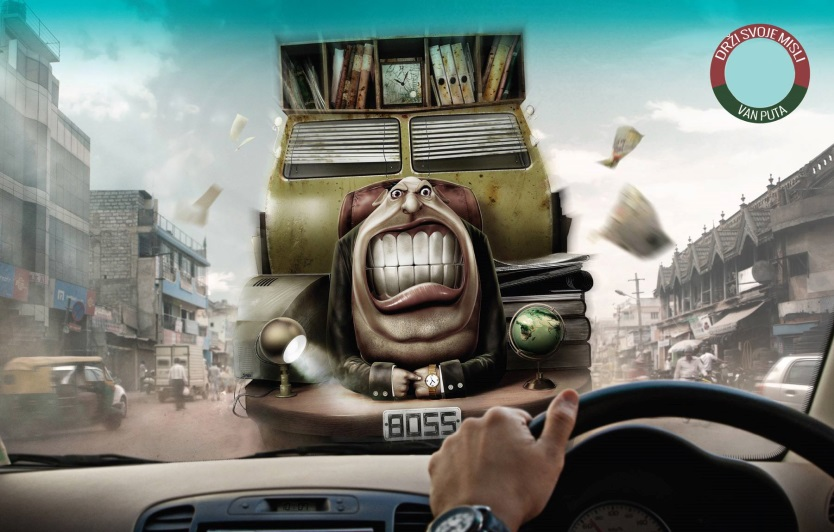 DRŽI SVOJE MISLI
VAN PUTA
BOSS